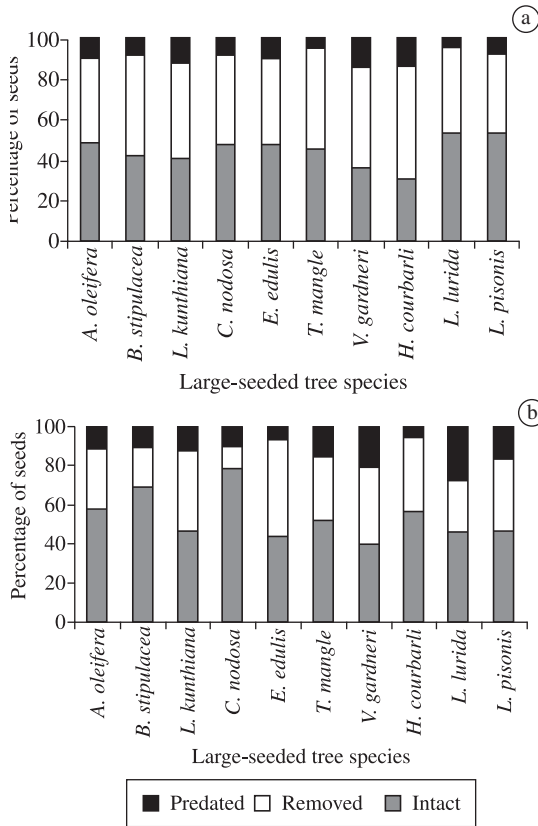 a
Percentage of seeds
100
80
60
40
20
0
A. oleifera
B. stipulacea
L. kunthiana
C. nodosa
E. edulis
T. mangle
V. gardneri
H. courbarli
L. lurida
L. pisonis
Large-seeded tree species
b
Percentage of seeds
100
80
60
40
20
0
A. oleifera
B. stipulacea
L. kunthiana
C. nodosa
E. edulis
T. mangle
V. gardneri
H. courbarli
L. lurida
L. pisonis
Large-seeded tree species
Predated Removed Intact